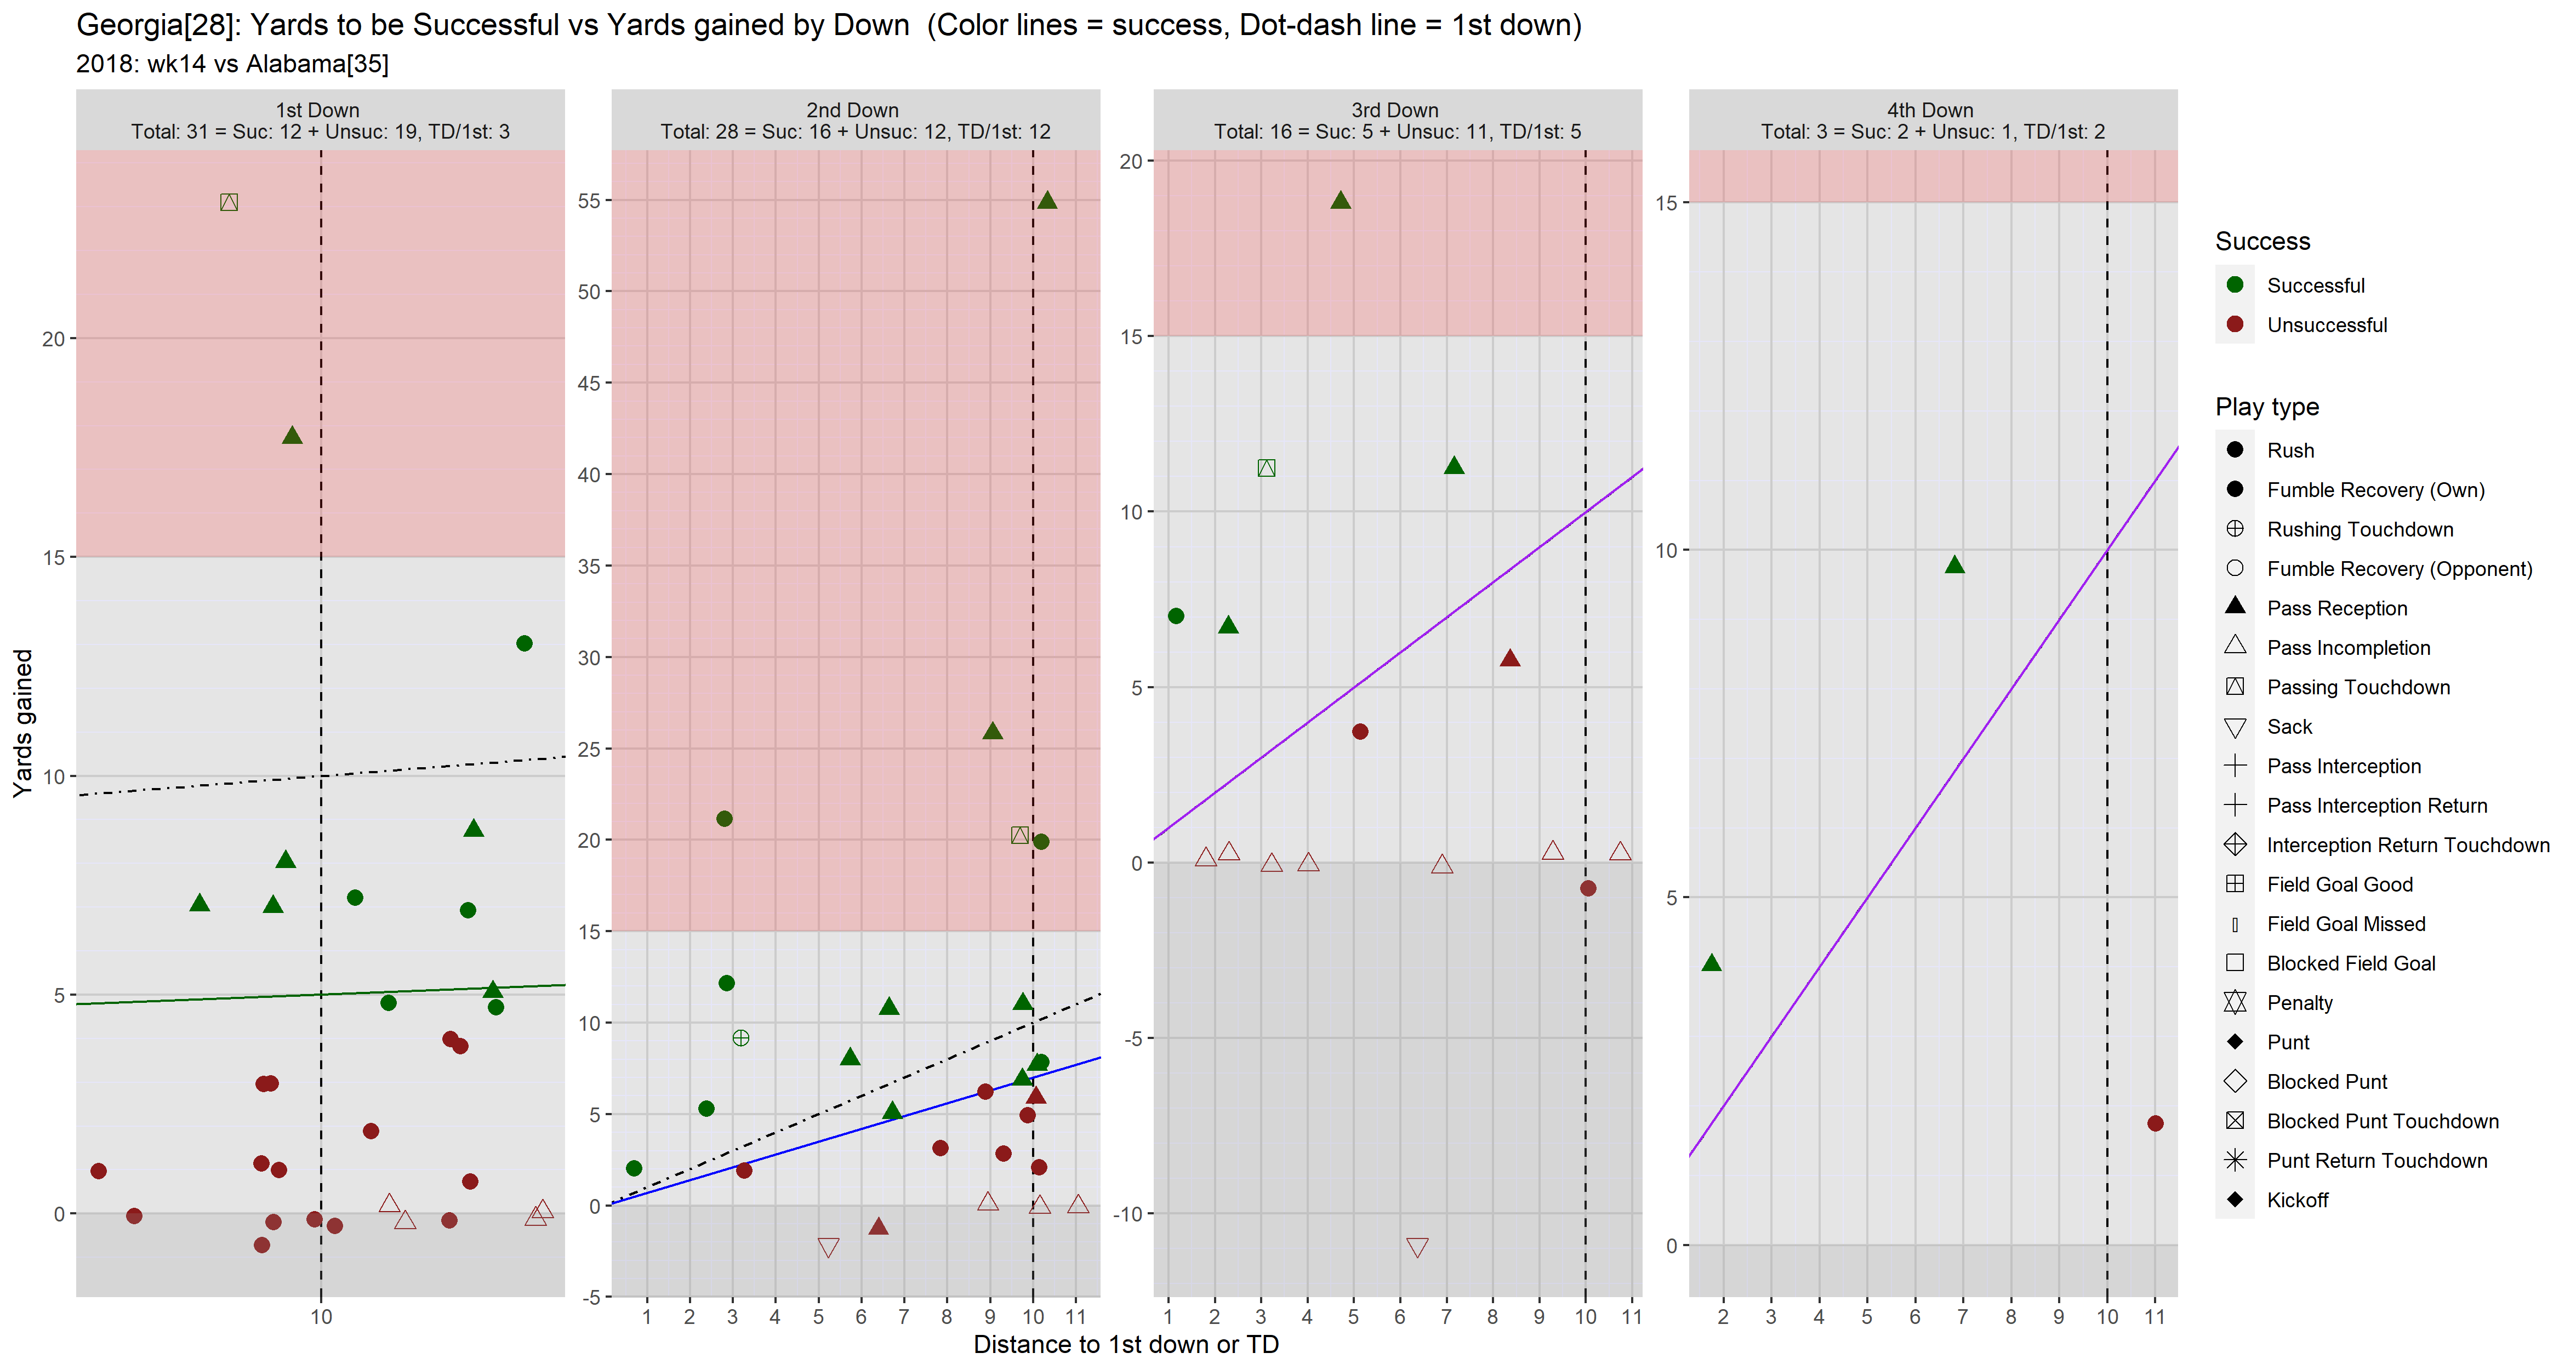 Georgia[28]: Yards to be Successful vs Yards gained by Down  (Color lines = success, Dot-dash line = 1st down)
2018: wk14 vs Alabama[35]
1st Down
Total: 31 = Suc: 12 + Unsuc: 19, TD/1st: 3
2nd Down
Total: 28 = Suc: 16 + Unsuc: 12, TD/1st: 12
3rd Down
Total: 16 = Suc: 5 + Unsuc: 11, TD/1st: 5
4th Down
Total: 3 = Suc: 2 + Unsuc: 1, TD/1st: 2
Yards gained
20
15
10
5
0
10
55
50
45
40
35
30
25
20
15
10
5
0
-5
1 2 3 4 5 6 7 8 9 10 11
20
15
10
5
0
-5
-10
1 2 3 4 5 6 7 8 9 10 11
15
10
5
0
2 3 4 5 6 7 8 9 10 11
Distance to 1st down or TD
Success
Successful
Unsuccessful
Play type
Rush
Fumble Recovery (Own)
Rushing Touchdown
Fumble Recovery (Opponent)
Pass Reception
Pass Incompletion
Passing Touchdown
Sack
Pass Interception
Pass Interception Return
Interception Return Touchdown
Field Goal Good
Field Goal Missed
Blocked Field Goal
Penalty
Punt
Blocked Punt
Blocked Punt Touchdown
Punt Return Touchdown
Kickoff